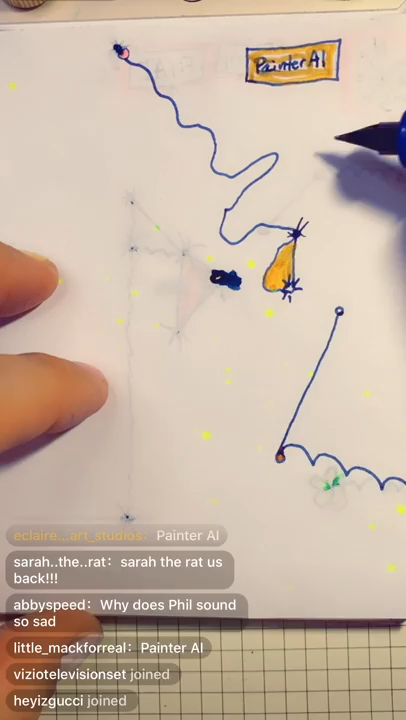 Painter AI
eclaire...art_studios: Painter AI
sarah..the..rat: sarah the rat us
back!!!
abbyspeed: Why does Phil sound
so sad
little_mackforreal: Painter AI
viziotelevisionset joined
heyizgucci joined